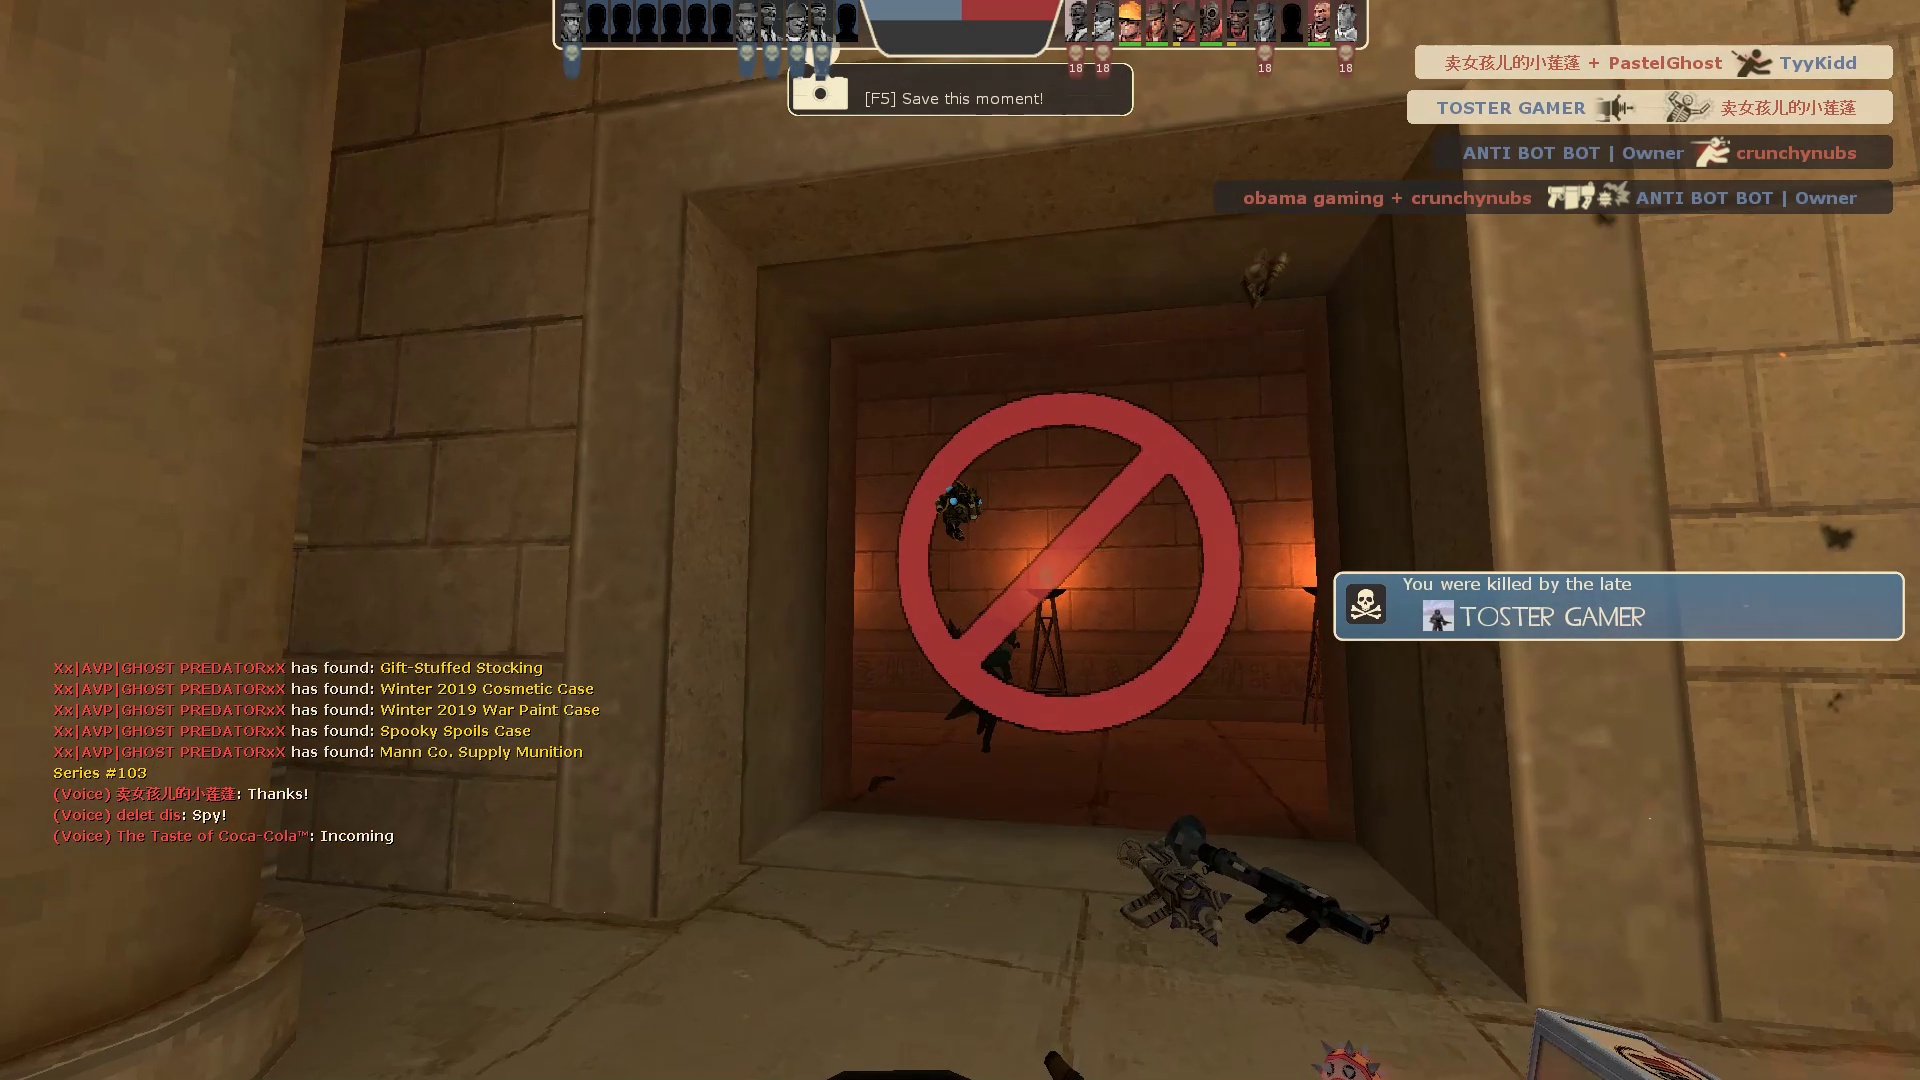 18 18 18 18
[F5] Save this moment!
卖女孩儿的小莲蓬 + PastelGhost TyyKidd
TOSTER GAMER 卖女孩儿的小莲蓬
ANTI BOT BOT | Owner crunchynubs
obama gaming + crunchynubs ANTI BOT BOT | Owner
You were killed by the late
TOSTER GAMER
Xx|AVP|GHOST PREDATORxX has found: Gift-Stuffed Stocking
Xx|AVP|GHOST PREDATORxX has found: Winter 2019 Cosmetic Case
Xx|AVP|GHOST PREDATORxX has found: Winter 2019 War Paint Case
Xx|AVP|GHOST PREDATORxX has found: Spooky Spoils Case
Xx|AVP|GHOST PREDATORxX has found: Mann Co. Supply Munition
Series #103
(Voice) 卖女孩儿的小莲蓬: Thanks!
(Voice) delet dis: Spy!
(Voice) The Taste of Coca-Cola™: Incoming